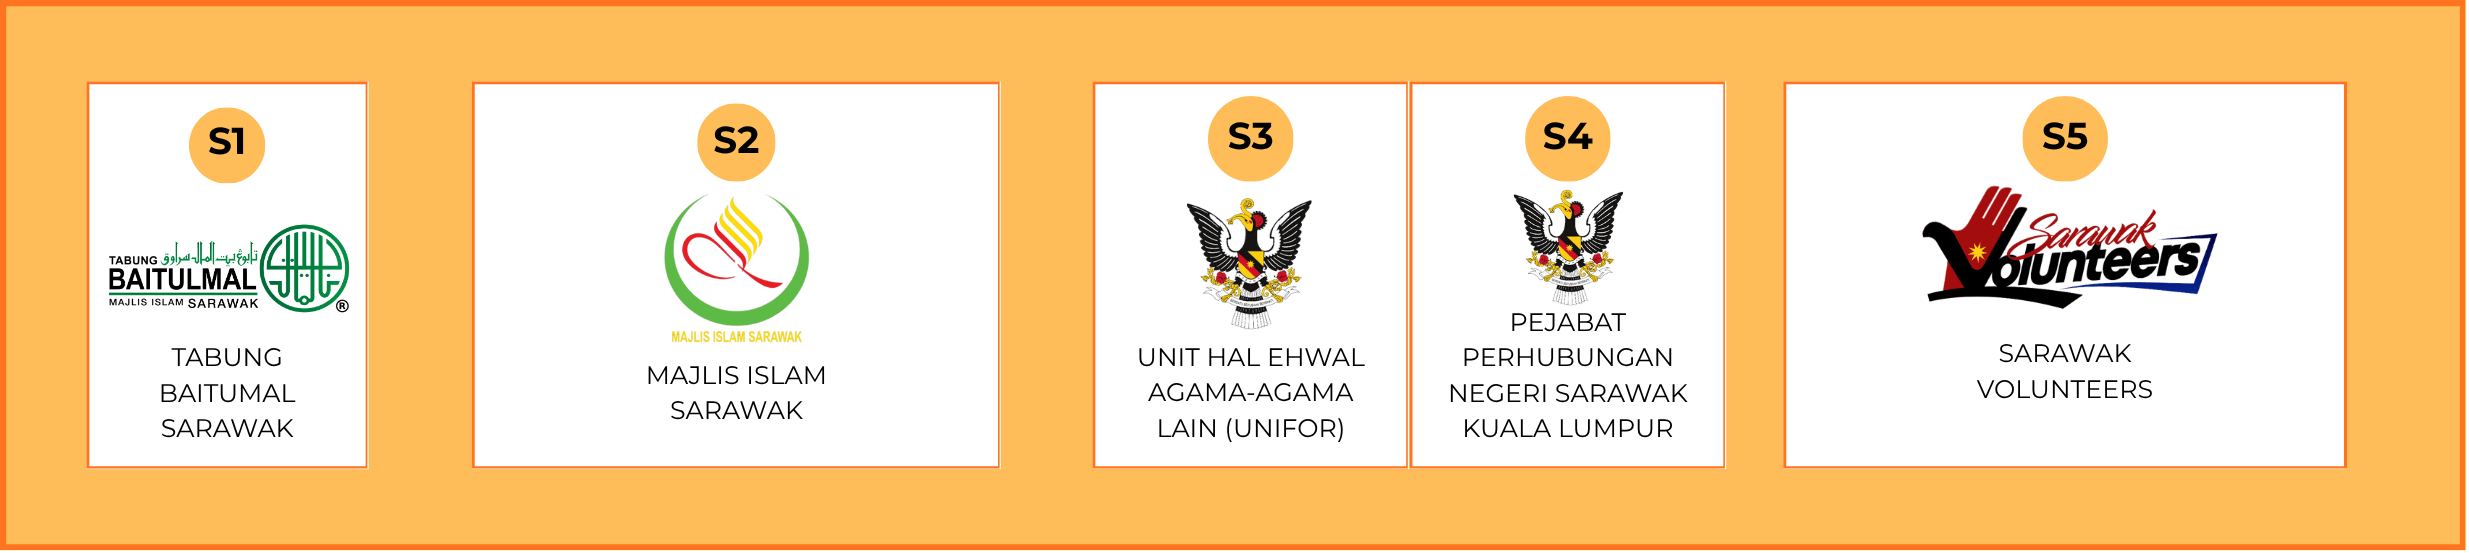 S1
TABUNG تابوڠ بيت المال سراوق
BAITULMAL
MAJLIS ISLAM SARAWAK
®
TABUNG
BAITUMAL
SARAWAK
S2
MAJLIS ISLAM SARAWAK
MAJLIS ISLAM
SARAWAK
S3
UNIT HAL EHWAL
AGAMA-AGAMA
LAIN (UNIFOR)
S4
PEJABAT
PERHUBUNGAN
NEGERI SARAWAK
KUALA LUMPUR
S5
Sarawak
Volunteers
SARAWAK
VOLUNTEERS